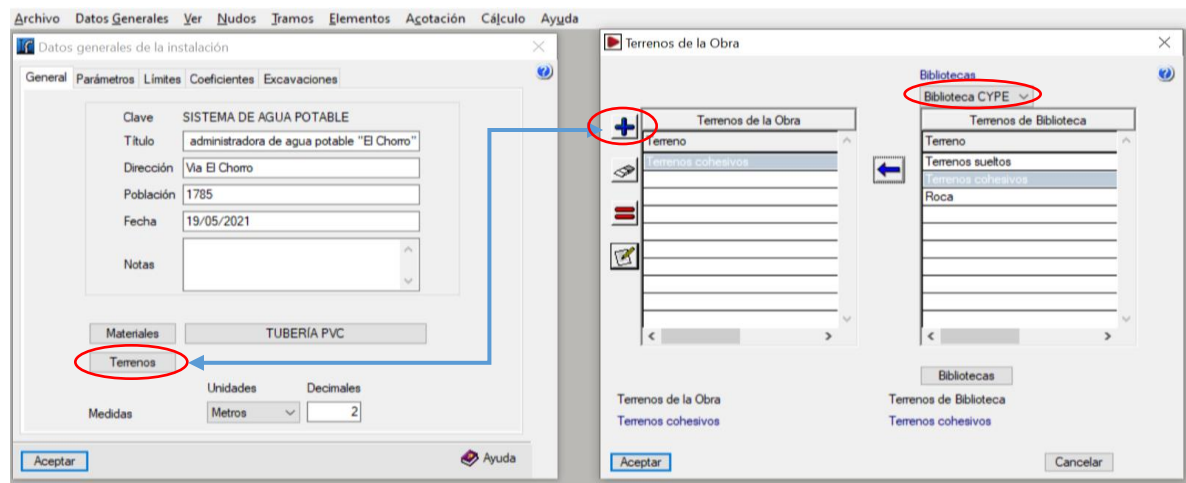 Archivo Datos Generales Ver Nudos Tramos Elementos Acotación Cálculo Ayuda
Datos generales de la instalación
General Parámetros Límites Coeficientes Excavaciones
Clave SISTEMA DE AGUA POTABLE
Título administradora de agua potable "El Chorro"
Dirección Via El Chorro
Población 1785
Fecha 19/05/2021
Notas
Materiales TUBERÍA PVC
Terrenos
Unidades Decimales
Medidas Metros 2
Aceptar Ayuda
Terrenos de la Obra
Bibliotecas
Biblioteca CYPE
Terrenos de la Obra
Terreno
Terrenos cohesivos
Terrenos de Biblioteca
Terreno
Terrenos sueltos
Terrenos cohesivos
Roca
Bibliotecas
Terrenos de la Obra Terrenos de Biblioteca
Terrenos cohesivos Terrenos cohesivos
Aceptar Cancelar